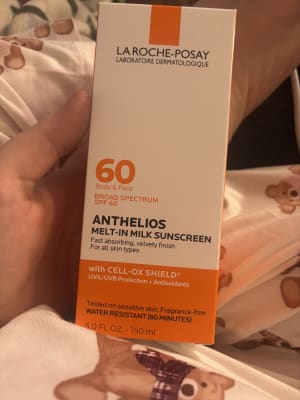 LA ROCHE-POSAY
LABORATOIRE DERMATOLOGIQUE
60
Body & Face
BROAD SPECTRUM
SPF 60
ANTHELIOS
MELT-IN MILK SUNSCREEN
Fast absorbing, velvety finish
For all skin types
with CELL-OX SHIELD®
UVA/UVB Protection + Antioxidants
Tested on sensitive skin. Fragrance-free
WATER RESISTANT (80 MINUTES)
5.0 FL.OZ. - 150 ml